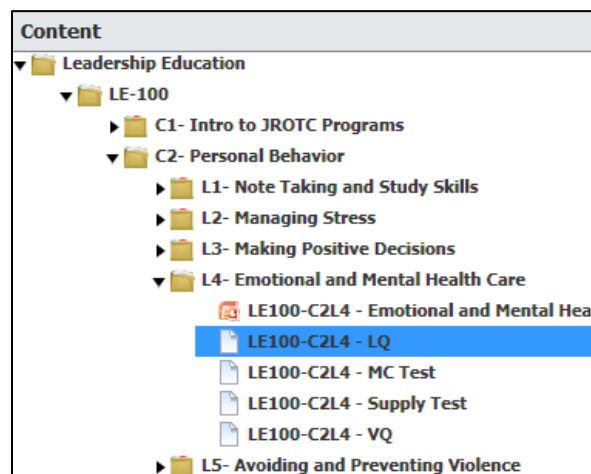 Content
Leadership Education
LE-100
C1- Intro to JROTC Programs
C2- Personal Behavior
L1- Note Taking and Study Skills
L2- Managing Stress
L3- Making Positive Decisions
L4- Emotional and Mental Health Care
LE100-C2L4 - Emotional and Mental Hea
LE100-C2L4 - LQ
LE100-C2L4 - MC Test
LE100-C2L4 - Supply Test
LE100-C2L4 - VQ
L5- Avoiding and Preventing Violence